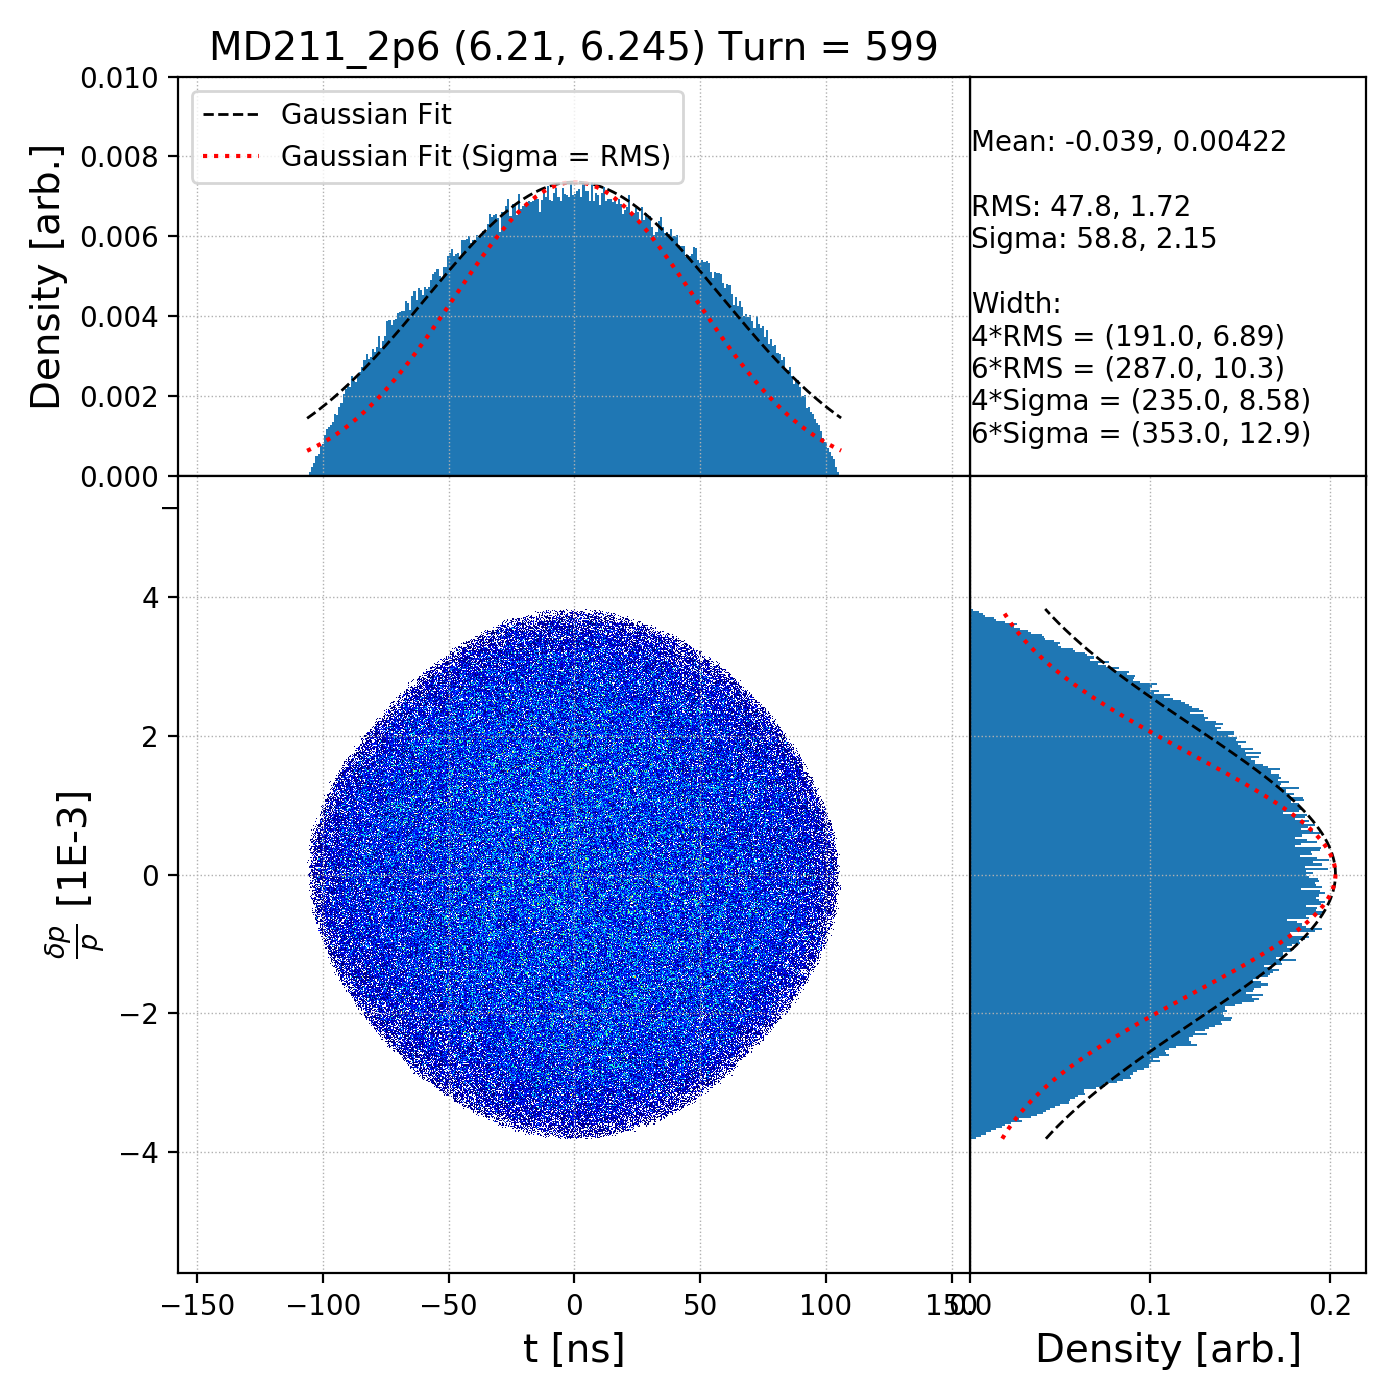 MD211_2p6 (6.21, 6.245) Turn = 599
0.010
0.008
0.006
0.004
0.002
0.000
Density [arb.]
Gaussian Fit
Gaussian Fit (Sigma = RMS)
Mean: -0.039, 0.00422
RMS: 47.8, 1.72
Sigma: 58.8, 2.15
Width:
4*RMS = (191.0, 6.89)
6*RMS = (287.0, 10.3)
4*Sigma = (235.0, 8.58)
6*Sigma = (353.0, 12.9)
4
2
0
−2
−4
δp/p [1E-3]
−150 −100 −50 0 50 100 150
t [ns]
0.0 0.1 0.2
Density [arb.]